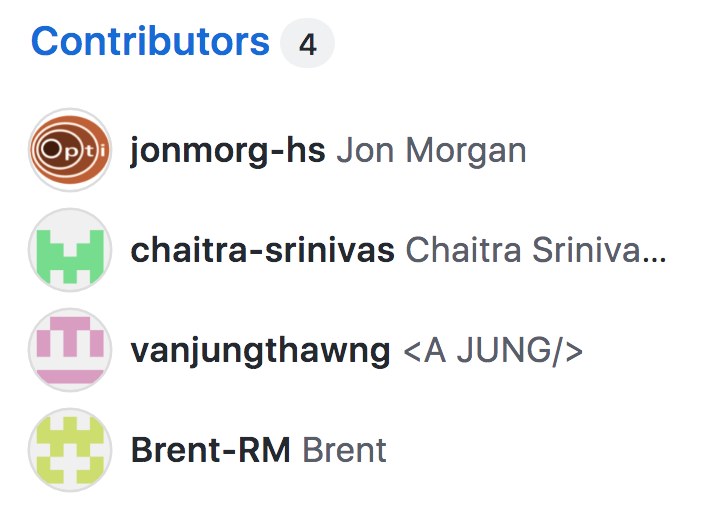 Contributors 4
Opti
jonmorg-hs Jon Morgan
chaitra-srinivas Chaitra Sriniva...
vanjungthawng <A JUNG/>
Brent-RM Brent